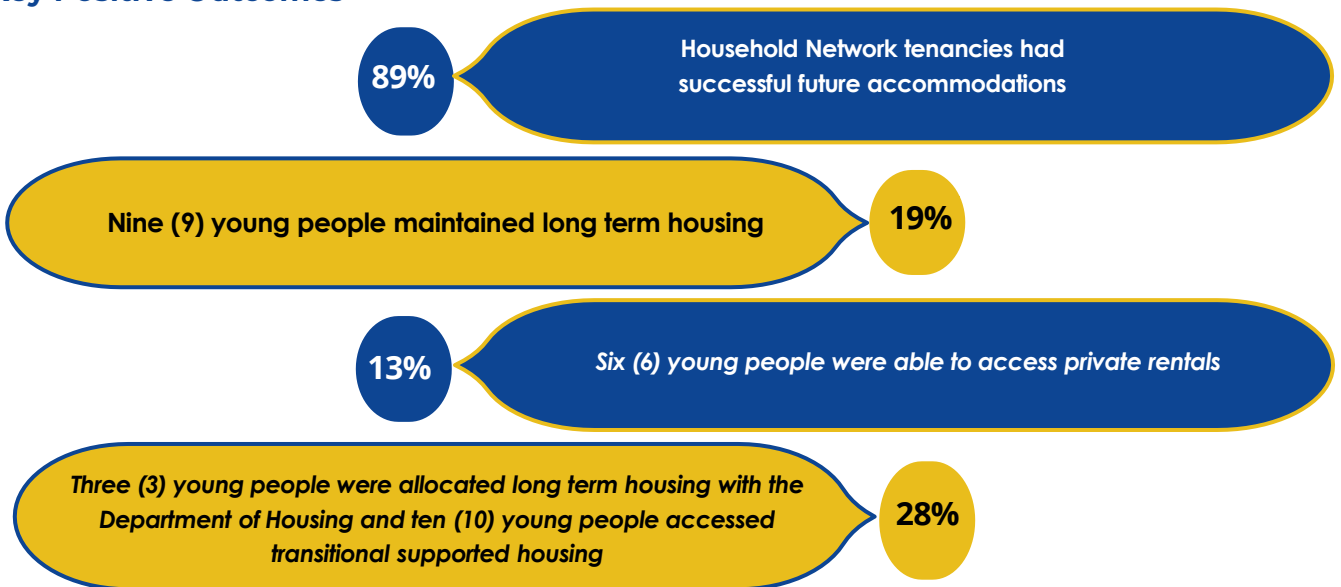 Positive Outcomes
89%
Household Network tenancies had
successful future accommodations
Nine (9) young people maintained long term housing
19%
13%
Six (6) young people were able to access private rentals
Three (3) young people were allocated long term housing with the
Department of Housing and ten (10) young people accessed
transitional supported housing
28%